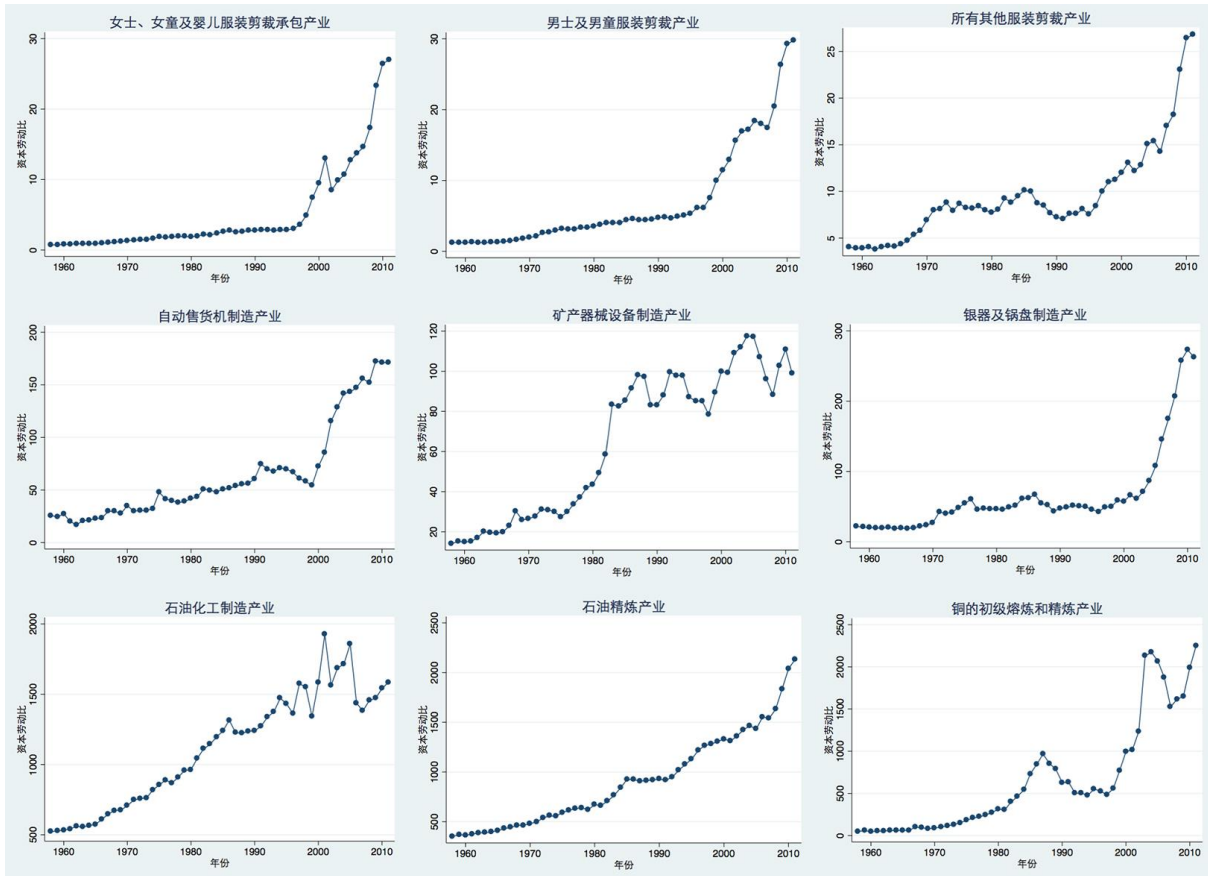 女士、女童及婴儿服装剪裁承包产业
资本劳动比
30
20
10
0
1960 1970 1980 1990 2000 2010
年份
男士及男童服装剪裁产业
资本劳动比
30
20
10
0
1960 1970 1980 1990 2000 2010
年份
所有其他服装剪裁产业
资本劳动比
25
20
15
10
5
1960 1970 1980 1990 2000 2010
年份
自动售货机制造产业
资本劳动比
200
150
100
50
0
1960 1970 1980 1990 2000 2010
年份
矿产器械设备制造产业
资本劳动比
120
100
80
60
40
20
1960 1970 1980 1990 2000 2010
年份
银器及锅盘制造产业
资本劳动比
300
200
100
0
1960 1970 1980 1990 2000 2010
年份
石油化工制造产业
资本劳动比
2000
1500
1000
500
1960 1970 1980 1990 2000 2010
年份
石油精炼产业
资本劳动比
2500
2000
1500
1000
500
1960 1970 1980 1990 2000 2010
年份
铜的初级熔炼和精炼产业
资本劳动比
2500
2000
1500
1000
500
0
1960 1970 1980 1990 2000 2010
年份